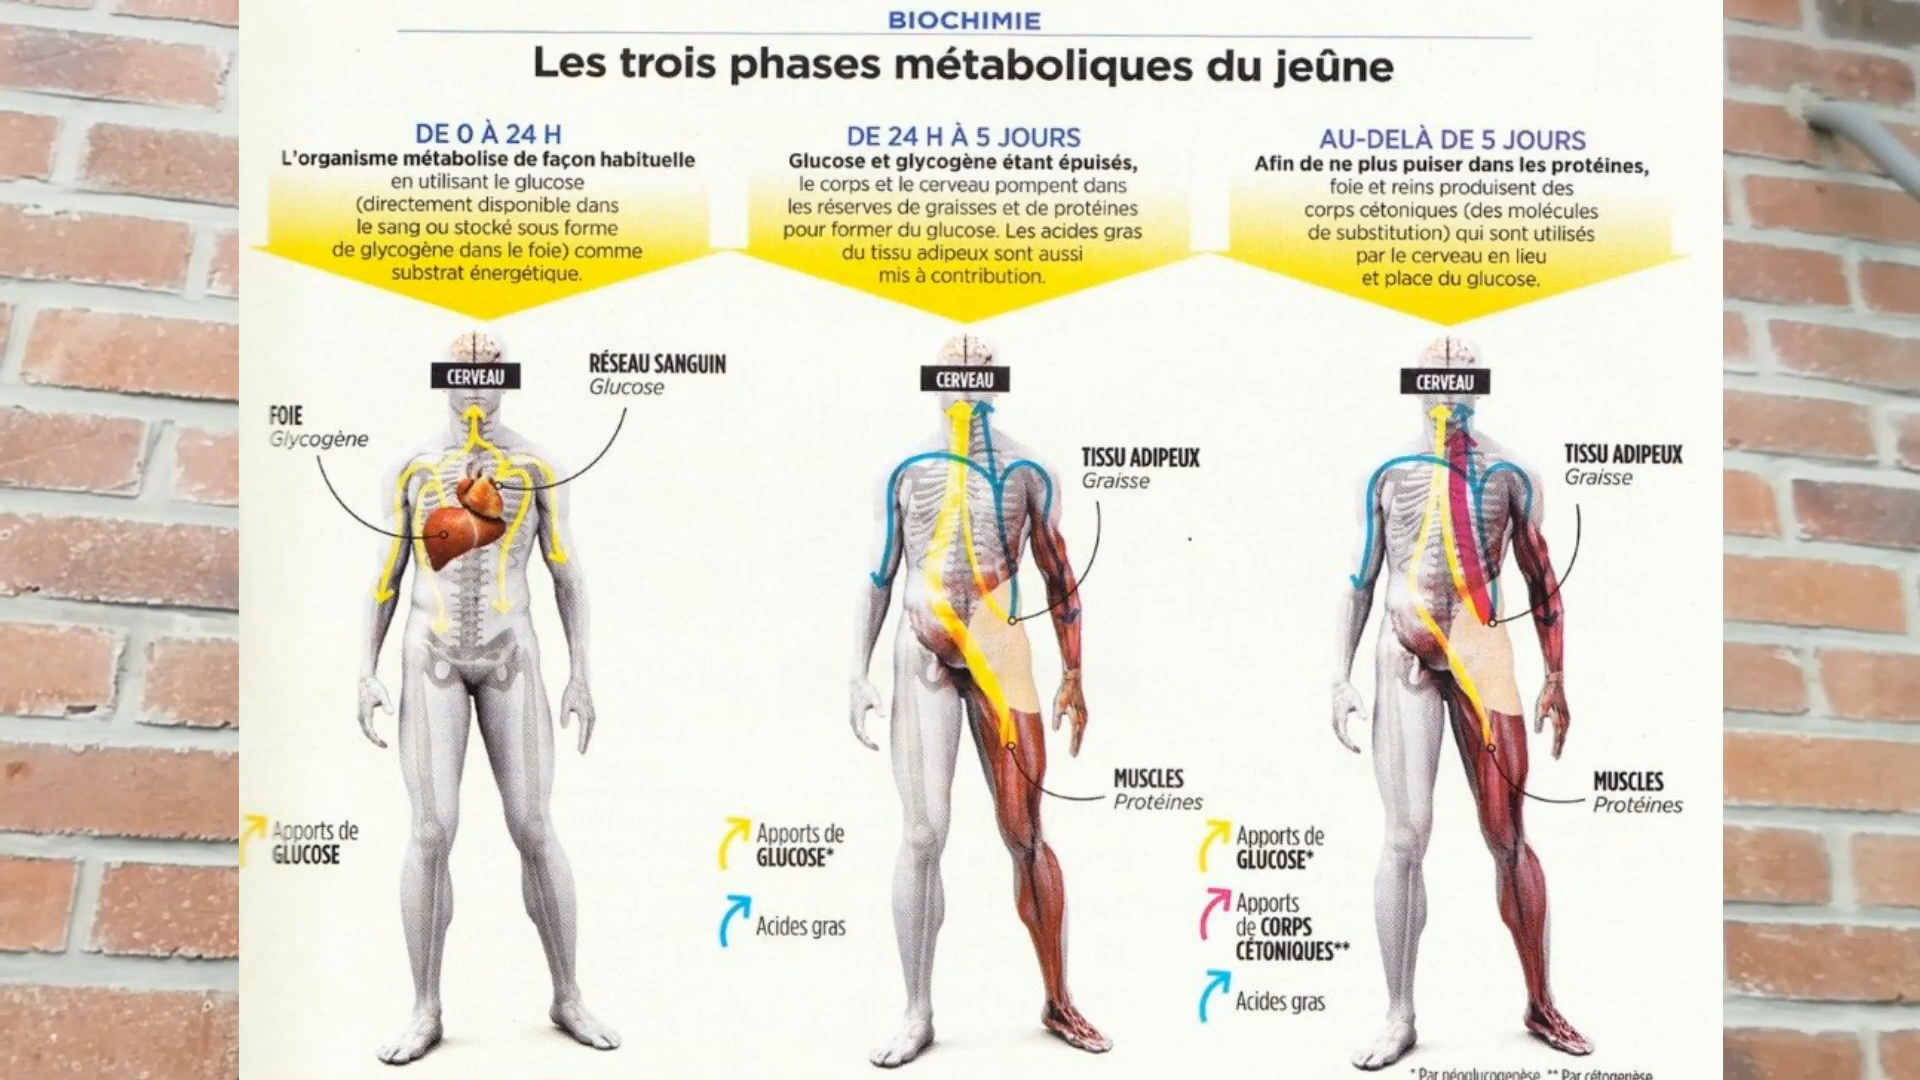 BIOCHIMIE
Les trois phases métaboliques du jeûne
DE 0 À 24 H
L'organisme métabolise de façon habituelle
en utilisant le glucose
(directement disponible dans
le sang ou stocké sous forme
de glycogène dans le foie) comme
substrat énergétique.
DE 24 H À 5 JOURS
Glucose et glycogène étant épuisés,
le corps et le cerveau pompent dans
les réserves de graisses et de protéines
pour former du glucose. Les acides gras
du tissu adipeux sont aussi
mis à contribution.
AU-DELÀ DE 5 JOURS
Afin de ne plus puiser dans les protéines,
foie et reins produisent des
corps cétoniques (des molécules
de substitution) qui sont utilisés
par le cerveau en lieu
et place du glucose.
CERVEAU
RÉSEAU SANGUIN
Glucose
FOIE
Glycogène
Apports de
GLUCOSE
CERVEAU
TISSU ADIPEUX
Graisse
MUSCLES
Protéines
Apports de
GLUCOSE*
Acides gras
CERVEAU
TISSU ADIPEUX
Graisse
MUSCLES
Protéines
Apports de
GLUCOSE*
Apports
de CORPS
CÉTONIQUES**
Acides gras
* Par néoglucogenèse. ** Par cétogenèse.